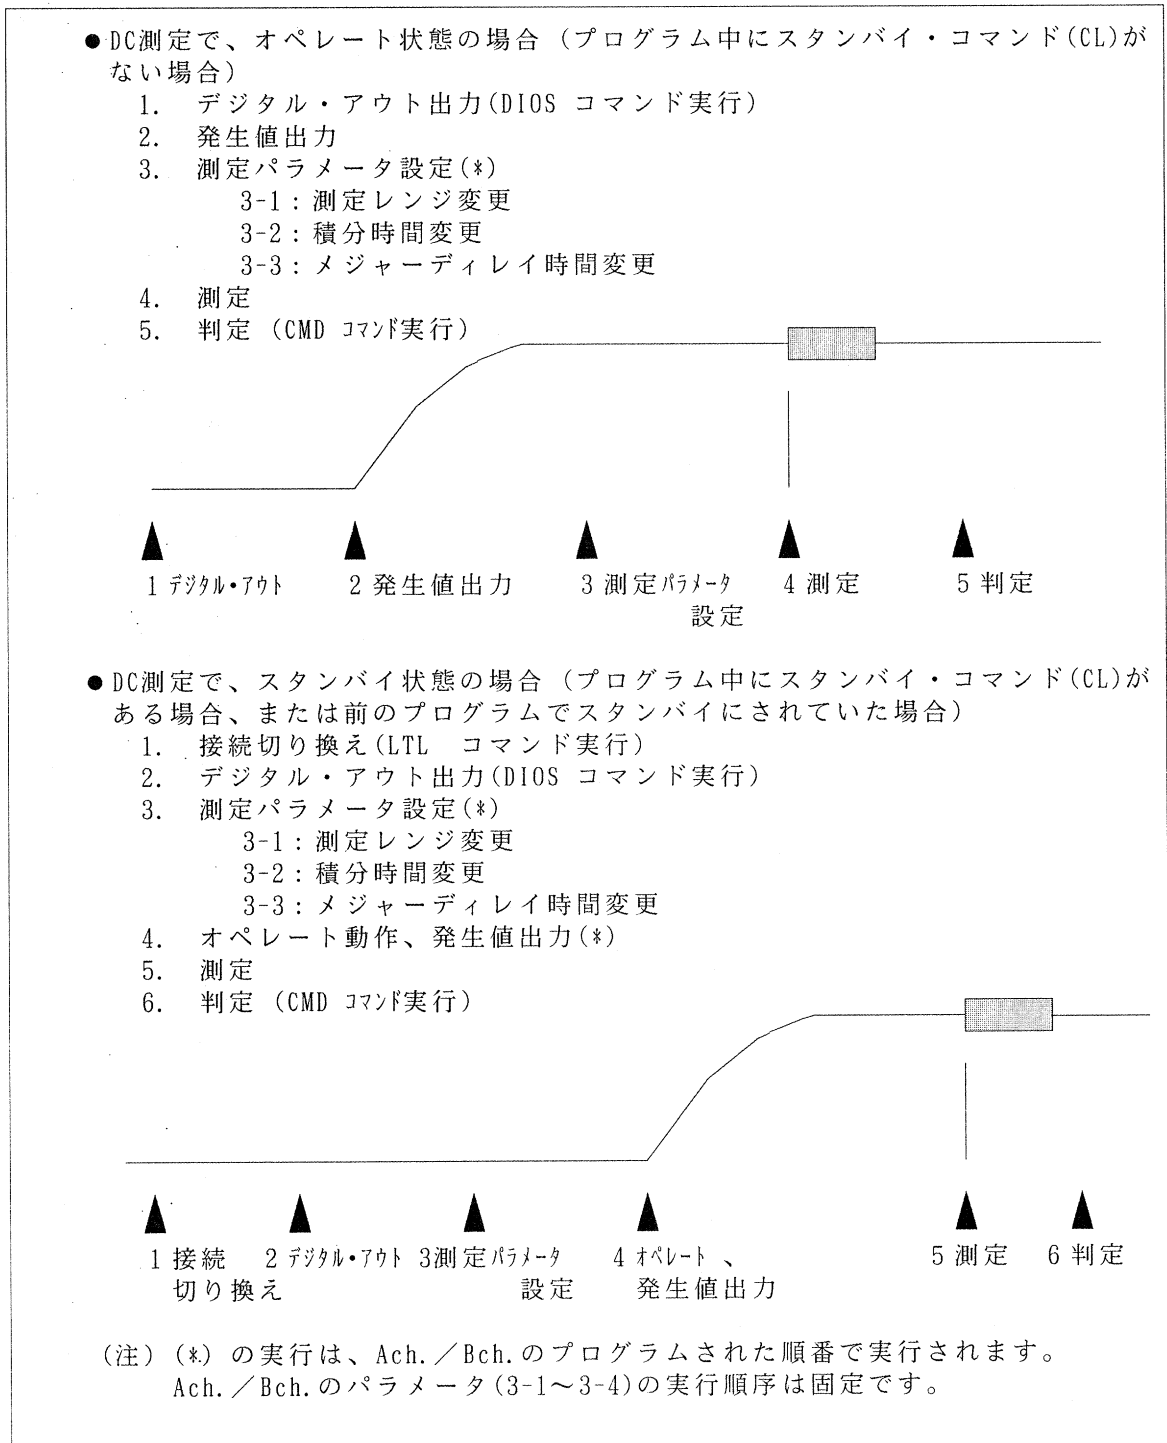 ●DC測定で、オペレート状態の場合（プログラム中にスタンバイ・コマンド(CL)が
ない場合）
1. デジタル・アウト出力(DIOS コマンド実行)
2. 発生値出力
3. 測定パラメータ設定(*)
3-1：測定レンジ変更
3-2：積分時間変更
3-3：メジャーディレイ時間変更
4. 測定
5. 判定（CMD ｺﾏﾝﾄﾞ実行）
1 ﾃﾞｼﾞﾀﾙ･ｱｳﾄ 2 発生値出力 3 測定ﾊﾟﾗﾒｰﾀ 4 測定 5 判定
設定
●DC測定で、スタンバイ状態の場合（プログラム中にスタンバイ・コマンド(CL)が
ある場合、または前のプログラムでスタンバイにされていた場合）
1. 接続切り換え(LTL コマンド実行)
2. デジタル・アウト出力(DIOS コマンド実行)
3. 測定パラメータ設定(*)
3-1：測定レンジ変更
3-2：積分時間変更
3-3：メジャーディレイ時間変更
4. オペレート動作、発生値出力(*)
5. 測定
6. 判定（CMD ｺﾏﾝﾄﾞ実行）
1 接続 2 ﾃﾞｼﾞﾀﾙ･ｱｳﾄ 3測定ﾊﾟﾗﾒｰﾀ 4 ｵﾍﾟﾚｰﾄ 、 5 測定 6 判定
切り換え 設定 発生値出力
（注）(*) の実行は、Ach.／Bch.のプログラムされた順番で実行されます。
Ach.／Bch.のパラメータ(3-1～3-4)の実行順序は固定です。